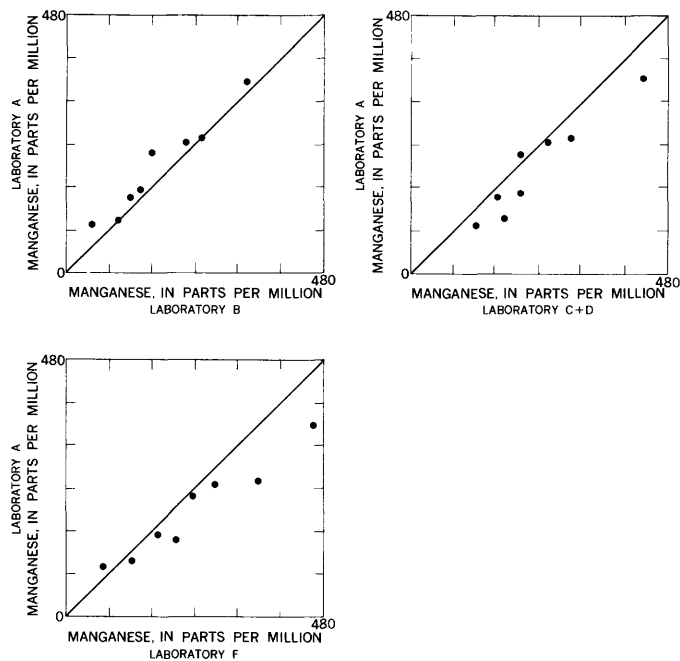 480
LABORATORY A
MANGANESE, IN PARTS PER MILLION
0
480
MANGANESE, IN PARTS PER MILLION
LABORATORY B
480
LABORATORY A
MANGANESE, IN PARTS PER MILLION
0
480
MANGANESE, IN PARTS PER MILLION
LABORATORY C+D
480
LABORATORY A
MANGANESE, IN PARTS PER MILLION
0
480
MANGANESE, IN PARTS PER MILLION
LABORATORY F